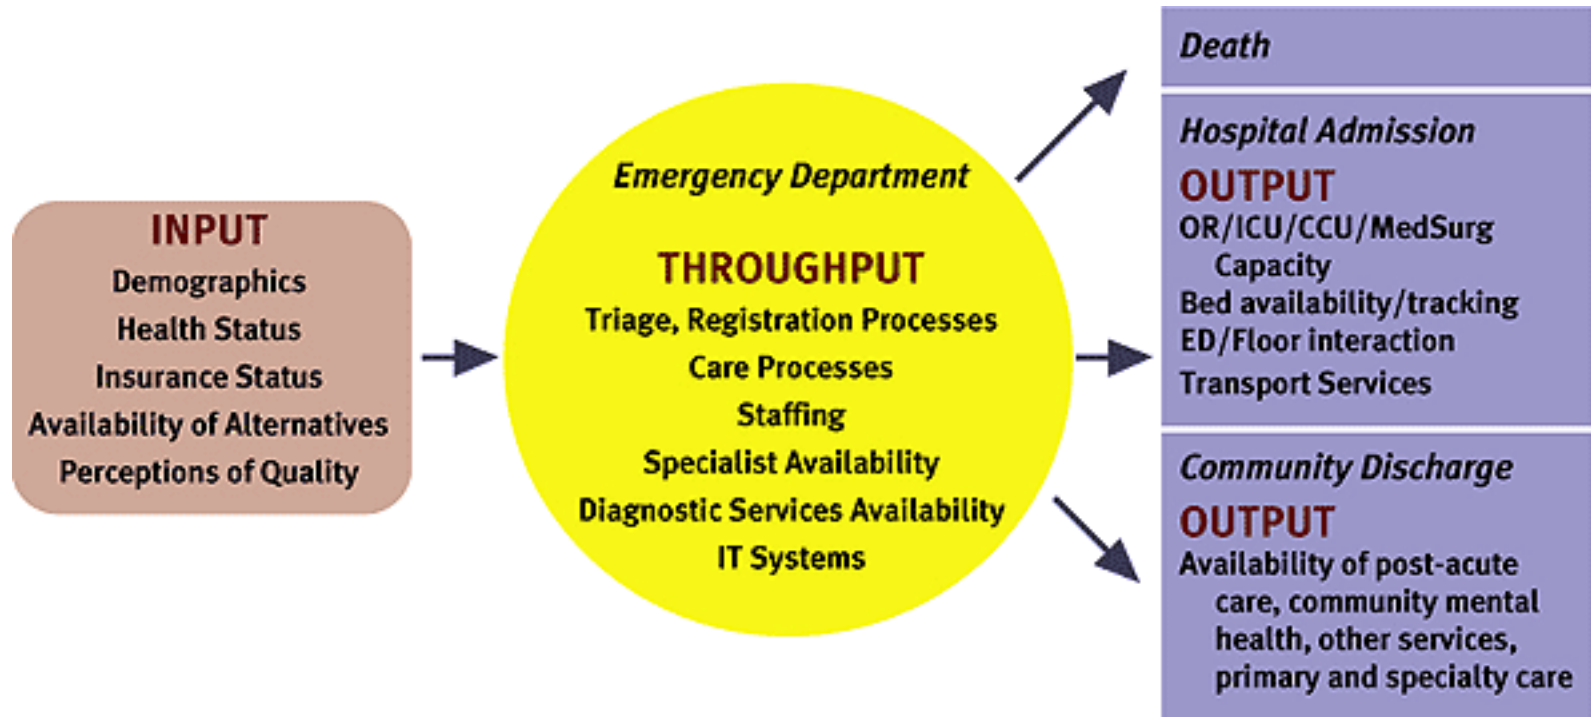 INPUT
Demographics
Health Status
Insurance Status
Availability of Alternatives
Perceptions of Quality
Emergency Department
THROUGHPUT
Triage, Registration Processes
Care Processes
Staffing
Specialist Availability
Diagnostic Services Availability
IT Systems
Death
Hospital Admission
OUTPUT
OR/ICU/CCU/MedSurg
Capacity
Bed availability/tracking
ED/Floor interaction
Transport Services
Community Discharge
OUTPUT
Availability of post-acute
care, community mental
health, other services,
primary and specialty care